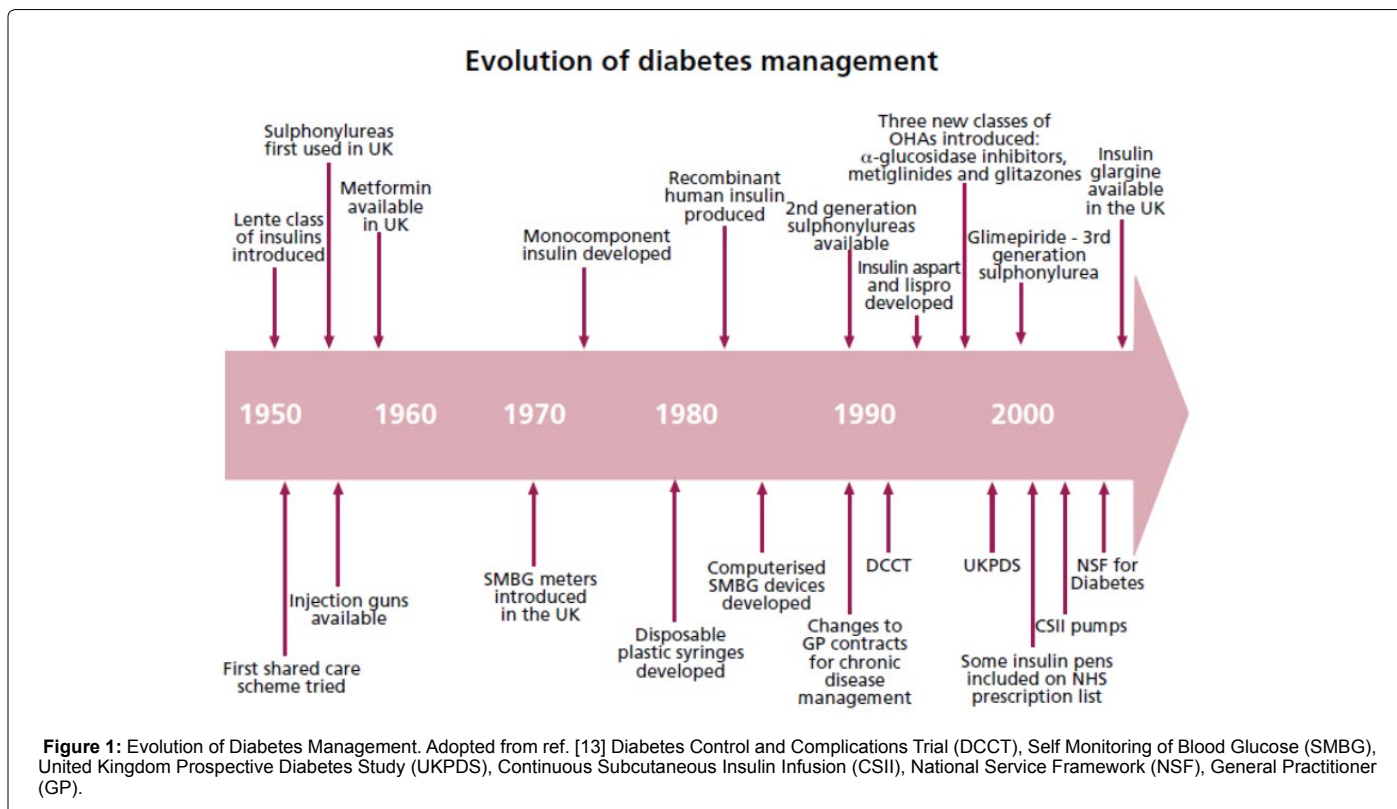 Evolution of diabetes management
Sulphonylureas
first used in UK
Lente class
of insulins
introduced
Metformin
available
in UK
Monocomponent
insulin developed
Recombinant
human insulin
produced
2nd generation
sulphonylureas
available
Insulin aspart
and lispro
developed
Three new classes of
OHAs introduced:
α-glucosidase inhibitors,
metiglinides and glitazones
Glimepiride - 3rd
generation
sulphonylurea
Insulin
glargine
available
in the UK
1950 1960 1970 1980 1990 2000
First shared care
scheme tried
Injection guns
available
SMBG meters
introduced
in the UK
Disposable
plastic syringes
developed
Computerised
SMBG devices
developed
Changes to
GP contracts
for chronic
disease
management
DCCT
UKPDS
Some insulin pens
included on NHS
prescription list
CSII pumps
NSF for
Diabetes
Figure 1: Evolution of Diabetes Management. Adopted from ref. [13] Diabetes Control and Complications Trial (DCCT), Self Monitoring of Blood Glucose (SMBG),
United Kingdom Prospective Diabetes Study (UKPDS), Continuous Subcutaneous Insulin Infusion (CSII), National Service Framework (NSF), General Practitioner
(GP).